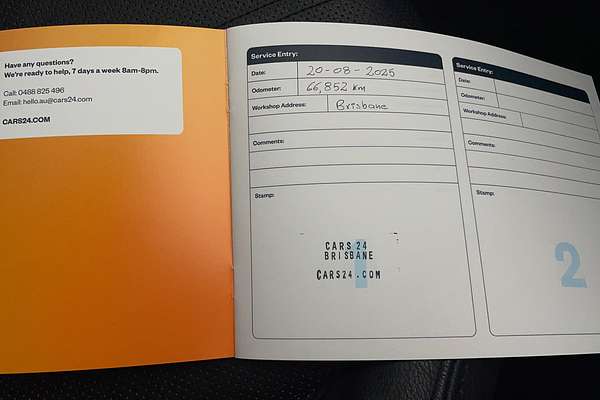 Have any questions?
We're ready to help, 7 days a week 8am-8pm.
Call: 0488 825 496
Email: hello.au@cars24.com
CARS24.COM
Service Entry:
Date: 20-08-2025
Odometer: 66,852 km
Workshop Address: Brisbane
Comments:
Stamp:
1
CARS 24
BRISBANE
CARS24.COM
Service Entry:
Date:
Odometer:
Workshop Address:
Comments:
Stamp:
2